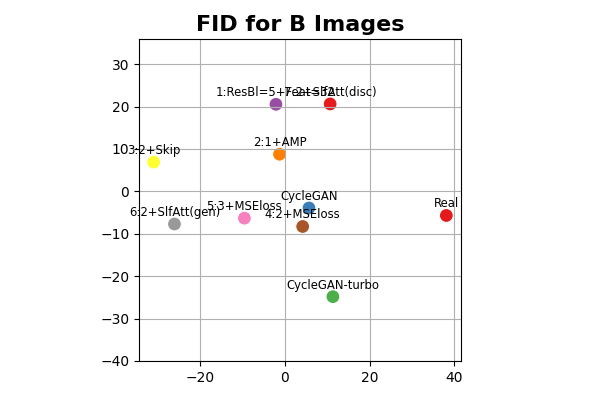 FID for B Images
30
1:ResBl=5+Feat=32
7:2+SlfAtt(disc)
20
2:1+AMP
10
3:2+Skip
0
CycleGAN
6:2+SlfAtt(gen)
5:3+MSEloss
4:2+MSEloss
Real
−10
−20
CycleGAN-turbo
−30
−40
−20
0
20
40